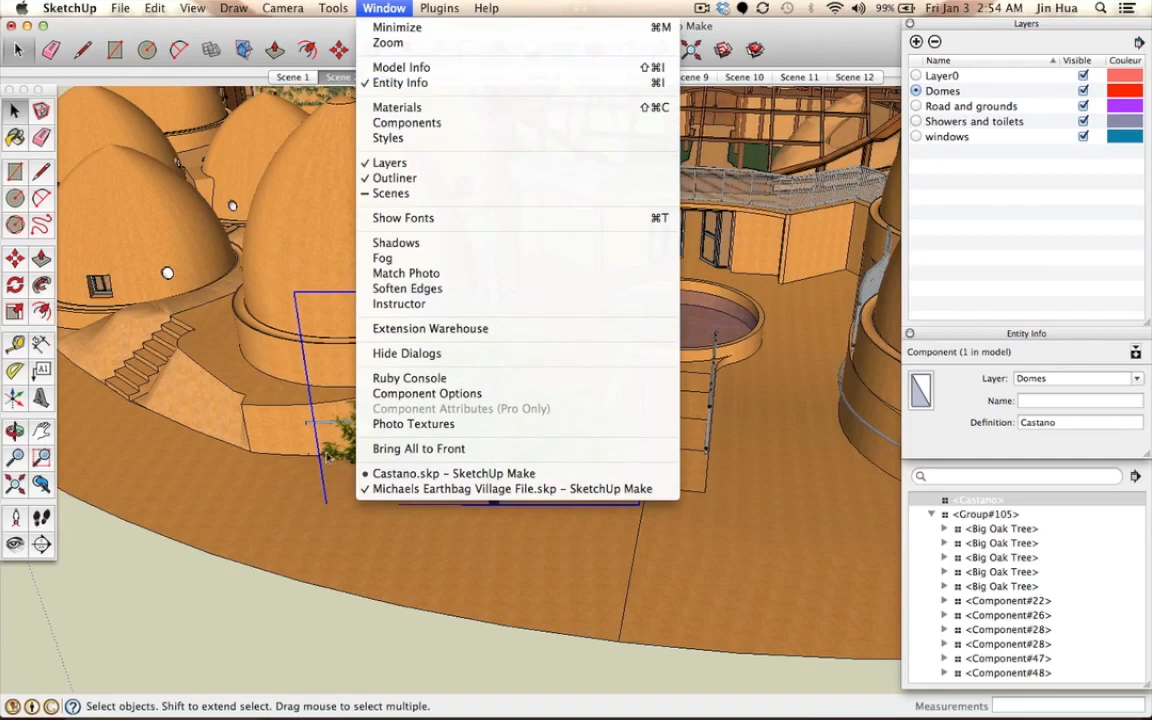 SketchUp File Edit View Draw Camera Tools Window Plugins Help 99% Fri Jan 3 2:54 AM Jin Hua
Make
Scene 1 Scene
cene 9 Scene 10 Scene 11 Scene 12
Minimize ⌘M
Zoom
Model Info ⇧⌘I
✓ Entity Info ⌘I
Materials ⇧⌘C
Components
Styles
✓ Layers
✓ Outliner
– Scenes
Show Fonts ⌘T
Shadows
Fog
Match Photo
Soften Edges
Instructor
Extension Warehouse
Hide Dialogs
Ruby Console
Component Options
Component Attributes (Pro Only)
Photo Textures
Bring All to Front
• Castano.skp – SketchUp Make
✓ Michaels Earthbag Village File.skp – SketchUp Make
Layers
Name Visible Couleur
Layer0
Domes
Road and grounds
Showers and toilets
windows
Entity Info
Component (1 in model)
Layer: Domes
Name:
Definition: Castano
<Castano>
<Group#105>
<Big Oak Tree>
<Big Oak Tree>
<Big Oak Tree>
<Big Oak Tree>
<Big Oak Tree>
<Component#22>
<Component#26>
<Component#28>
<Component#28>
<Component#47>
<Component#48>
Select objects. Shift to extend select. Drag mouse to select multiple.
Measurements